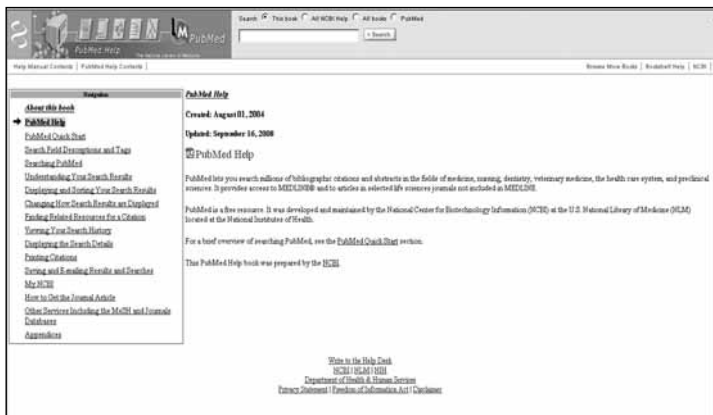 Search This book All NCBI Help All books PubMed
Search
PubMed
PubMed Help
Help Manual Contents | PubMed Help Contents |
Browse More Books | Bookshelf Help | NCBI |
Navigation
About this book
PubMed Help
PubMed Quick Start
Search Field Descriptions and Tags
Searching PubMed
Understanding Your Search Results
Displaying and Sorting Your Search Results
Changing How Search Results are Displayed
Finding Related Resources for a Citation
Viewing Your Search History
Displaying the Search Details
Printing Citations
Saving and E-mailing Results and Searches
My NCBI
How to Get the Journal Article
Other Services Including the MeSH and Journals
Databases
Appendices
PubMed Help
Created: August 01, 2004
Updated: September 16, 2008
PubMed Help
PubMed lets you search millions of bibliographic citations and abstracts in the fields of medicine, nursing, dentistry, veterinary medicine, the health care system, and preclinical
sciences. It provides access to MEDLINE® and to articles in selected life sciences journals not included in MEDLINE.
PubMed is a free resource. It was developed and maintained by the National Center for Biotechnology Information (NCBI) at the U.S. National Library of Medicine (NLM)
located at the National Institutes of Health.
For a brief overview of searching PubMed, see the PubMed Quick Start section.
This PubMed Help book was prepared by the NCBI.
Write to the Help Desk
NCBI | NLM | NIH
Department of Health & Human Services
Privacy Statement | Freedom of Information Act | Disclaimer